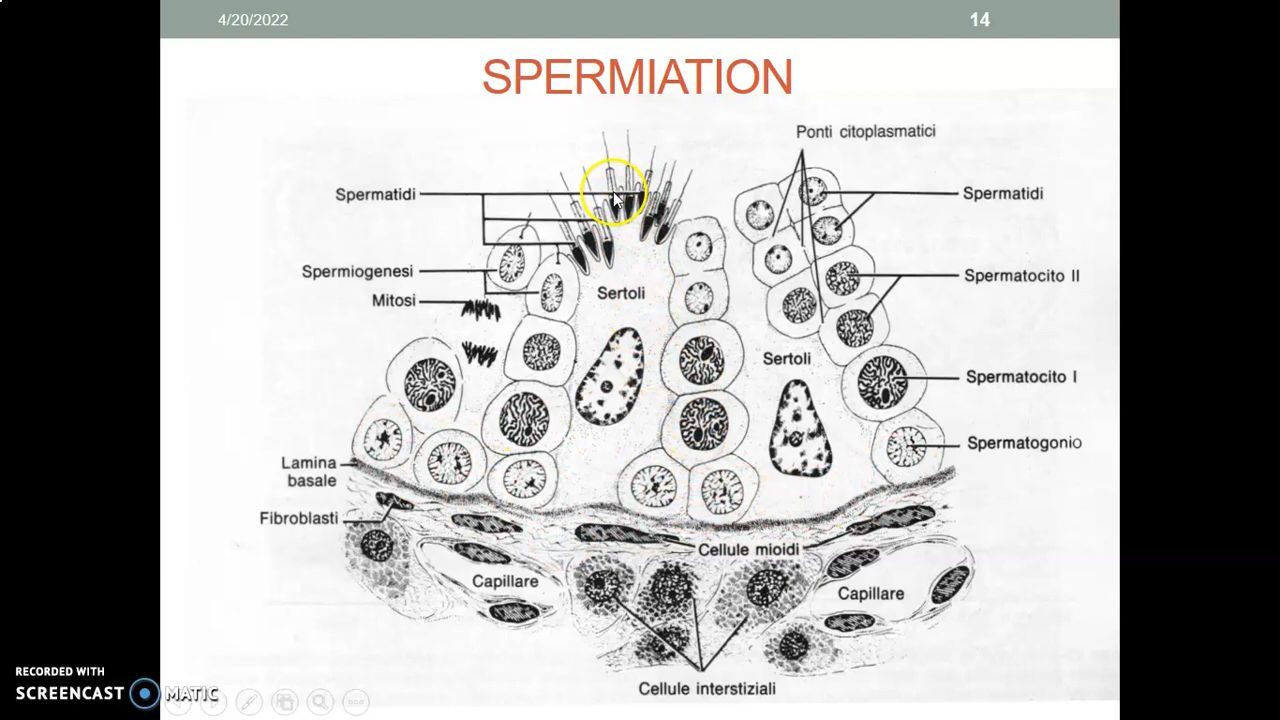 4/20/2022
14
SPERMIATION
Ponti citoplasmatici
Spermatidi
Spermatidi
Spermiogenesi
Spermatocito II
Mitosi
Sertoli
Sertoli
Spermatocito I
Spermatogonio
Lamina
basale
Fibroblasti
Cellule mioidi
Capillare
Capillare
Cellule interstiziali
RECORDED WITH
SCREENCAST MATIC